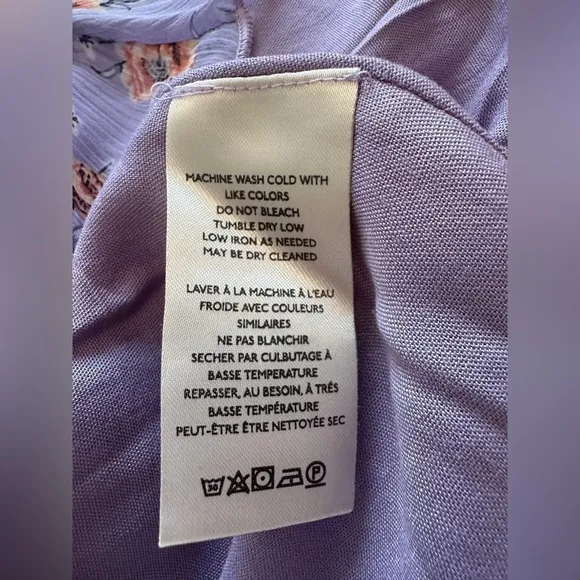 MACHINE WASH COLD WITH
LIKE COLORS
DO NOT BLEACH
TUMBLE DRY LOW
LOW IRON AS NEEDED
MAY BE DRY CLEANED
LAVER À LA MACHINE À L'EAU
FROIDE AVEC COULEURS
SIMILAIRES
NE PAS BLANCHIR
SECHER PAR CULBUTAGE À
BASSE TEMPERATURE
REPASSER, AU BESOIN, À TRÉS
BASSE TEMPÉRATURE
PEUT-ÊTRE ÊTRE NETTOYÉE SEC
30 P